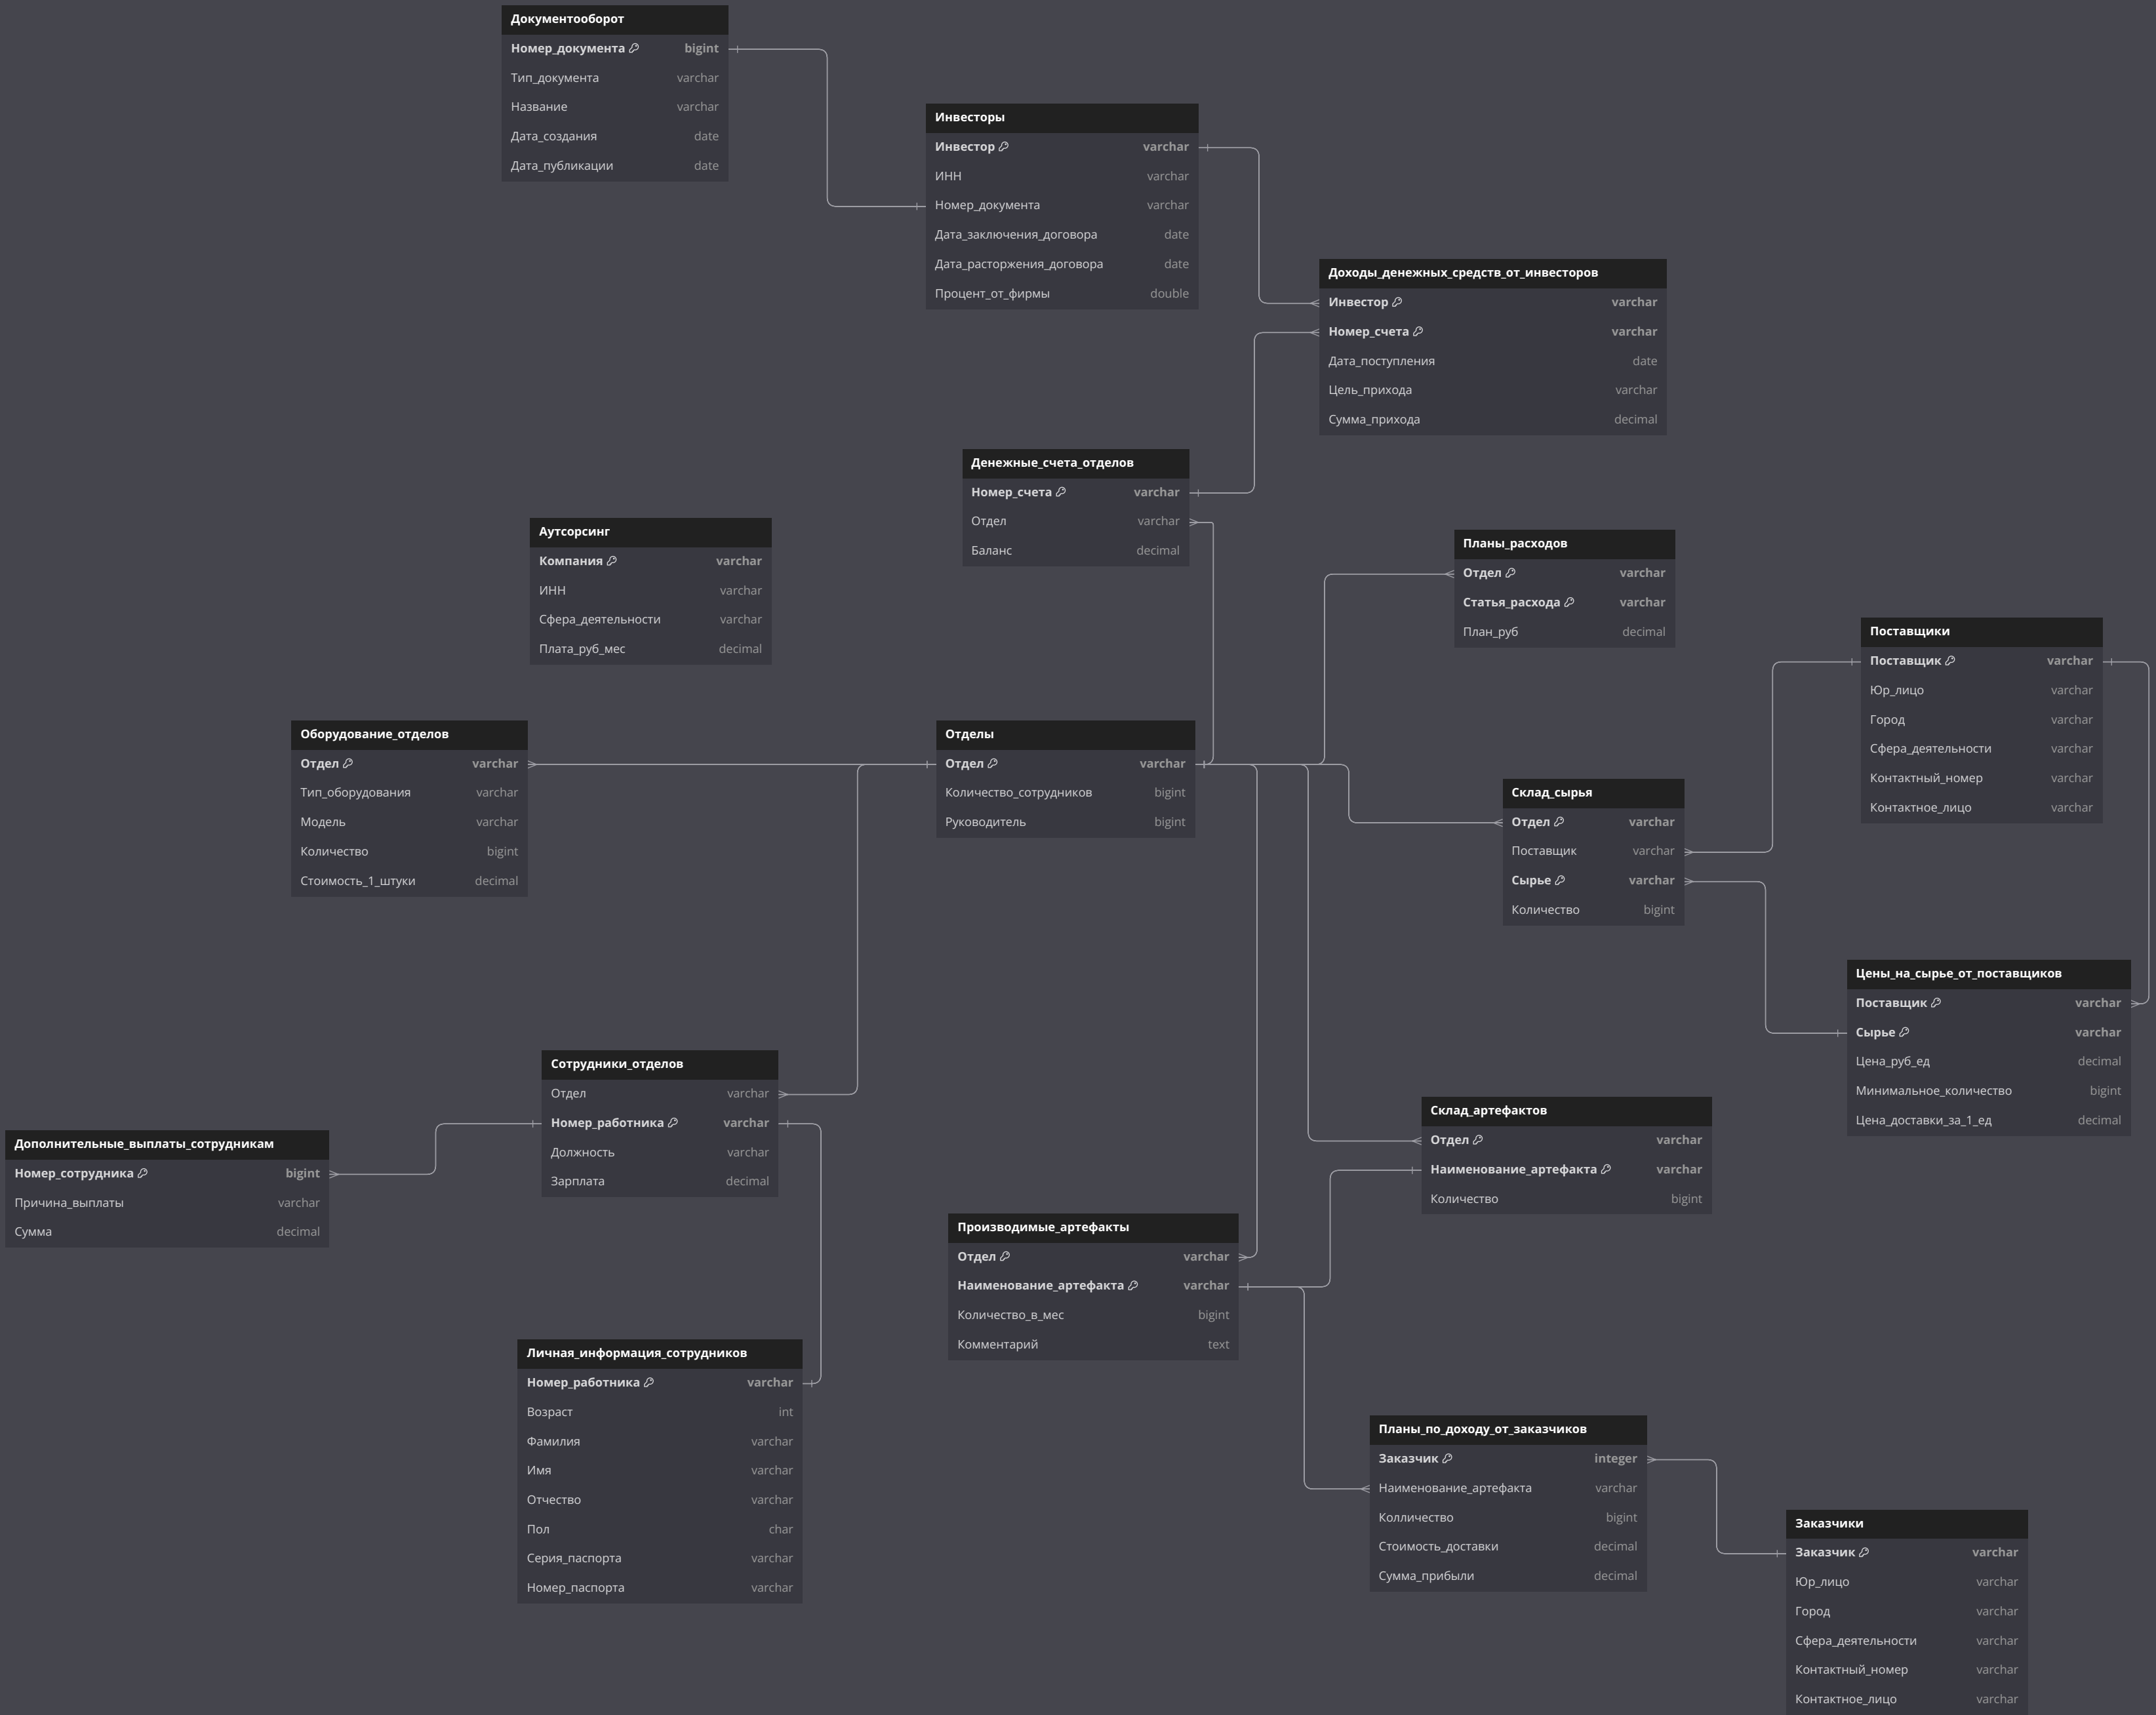 Документооборот
Номер_документа bigint
Тип_документа varchar
Название varchar
Дата_создания date
Дата_публикации date
Инвесторы
Инвестор varchar
ИНН varchar
Номер_документа varchar
Дата_заключения_договора date
Дата_расторжения_договора date
Процент_от_фирмы double
Доходы_денежных_средств_от_инвесторов
Инвестор varchar
Номер_счета varchar
Дата_поступления date
Цель_прихода varchar
Сумма_прихода decimal
Денежные_счета_отделов
Номер_счета varchar
Отдел varchar
Баланс decimal
Аутсорсинг
Компания varchar
ИНН varchar
Сфера_деятельности varchar
Плата_руб_мес decimal
Планы_расходов
Отдел varchar
Статья_расхода varchar
План_руб decimal
Поставщики
Поставщик varchar
Юр_лицо varchar
Город varchar
Сфера_деятельности varchar
Контактный_номер varchar
Контактное_лицо varchar
Оборудование_отделов
Отдел varchar
Тип_оборудования varchar
Модель varchar
Количество bigint
Стоимость_1_штуки decimal
Отделы
Отдел varchar
Количество_сотрудников bigint
Руководитель bigint
Склад_сырья
Отдел varchar
Поставщик varchar
Сырье varchar
Количество bigint
Цены_на_сырье_от_поставщиков
Поставщик varchar
Сырье varchar
Цена_руб_ед decimal
Минимальное_количество bigint
Цена_доставки_за_1_ед decimal
Сотрудники_отделов
Отдел varchar
Номер_работника varchar
Должность varchar
Зарплата decimal
Дополнительные_выплаты_сотрудникам
Номер_сотрудника bigint
Причина_выплаты varchar
Сумма decimal
Склад_артефактов
Отдел varchar
Наименование_артефакта varchar
Количество bigint
Производимые_артефакты
Отдел varchar
Наименование_артефакта varchar
Количество_в_мес bigint
Комментарий text
Личная_информация_сотрудников
Номер_работника varchar
Возраст int
Фамилия varchar
Имя varchar
Отчество varchar
Пол char
Серия_паспорта varchar
Номер_паспорта varchar
Планы_по_доходу_от_заказчиков
Заказчик integer
Наименование_артефакта varchar
Колличество bigint
Стоимость_доставки decimal
Сумма_прибыли decimal
Заказчики
Заказчик varchar
Юр_лицо varchar
Город varchar
Сфера_деятельности varchar
Контактный_номер varchar
Контактное_лицо varchar